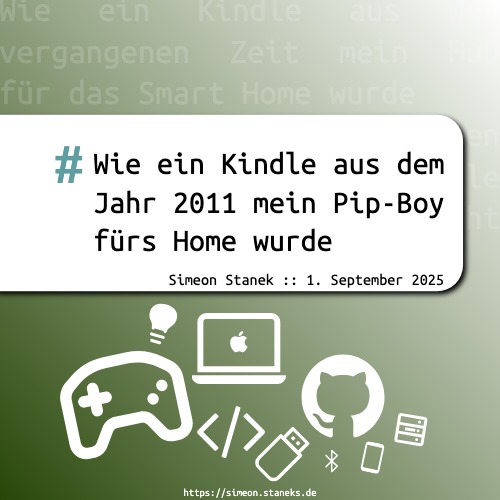 Wie ein Kindle aus
vergangenen Zeit mein
für das Smart Home wurde
# Wie ein Kindle aus dem
Jahr 2011 mein Pip-Boy
fürs Home wurde
Simeon Stanek :: 1. September 2025
https://simeon.staneks.de